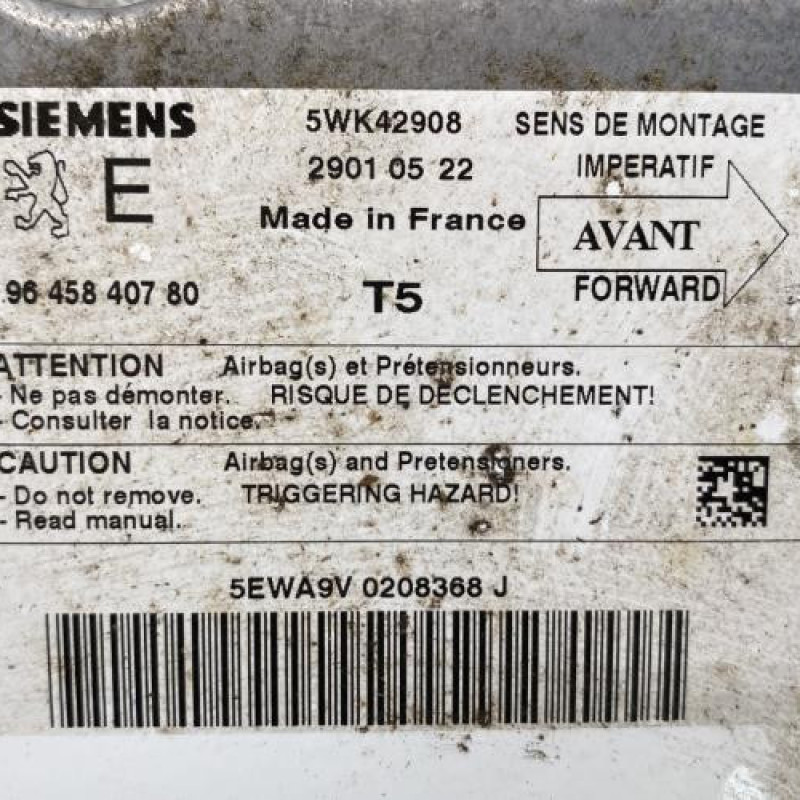 SIEMENS
5WK42908
SENS DE MONTAGE
E
2901 05 22
IMPERATIF
Made in France
AVANT
96 458 407 80
T5
FORWARD
ATTENTION Airbag(s) et Prétensionneurs.
- Ne pas démonter. RISQUE DE DECLENCHEMENT!
- Consulter la notice.
CAUTION Airbag(s) and Pretensioners.
- Do not remove. TRIGGERING HAZARD!
- Read manual.
5EWA9V 0208368 J